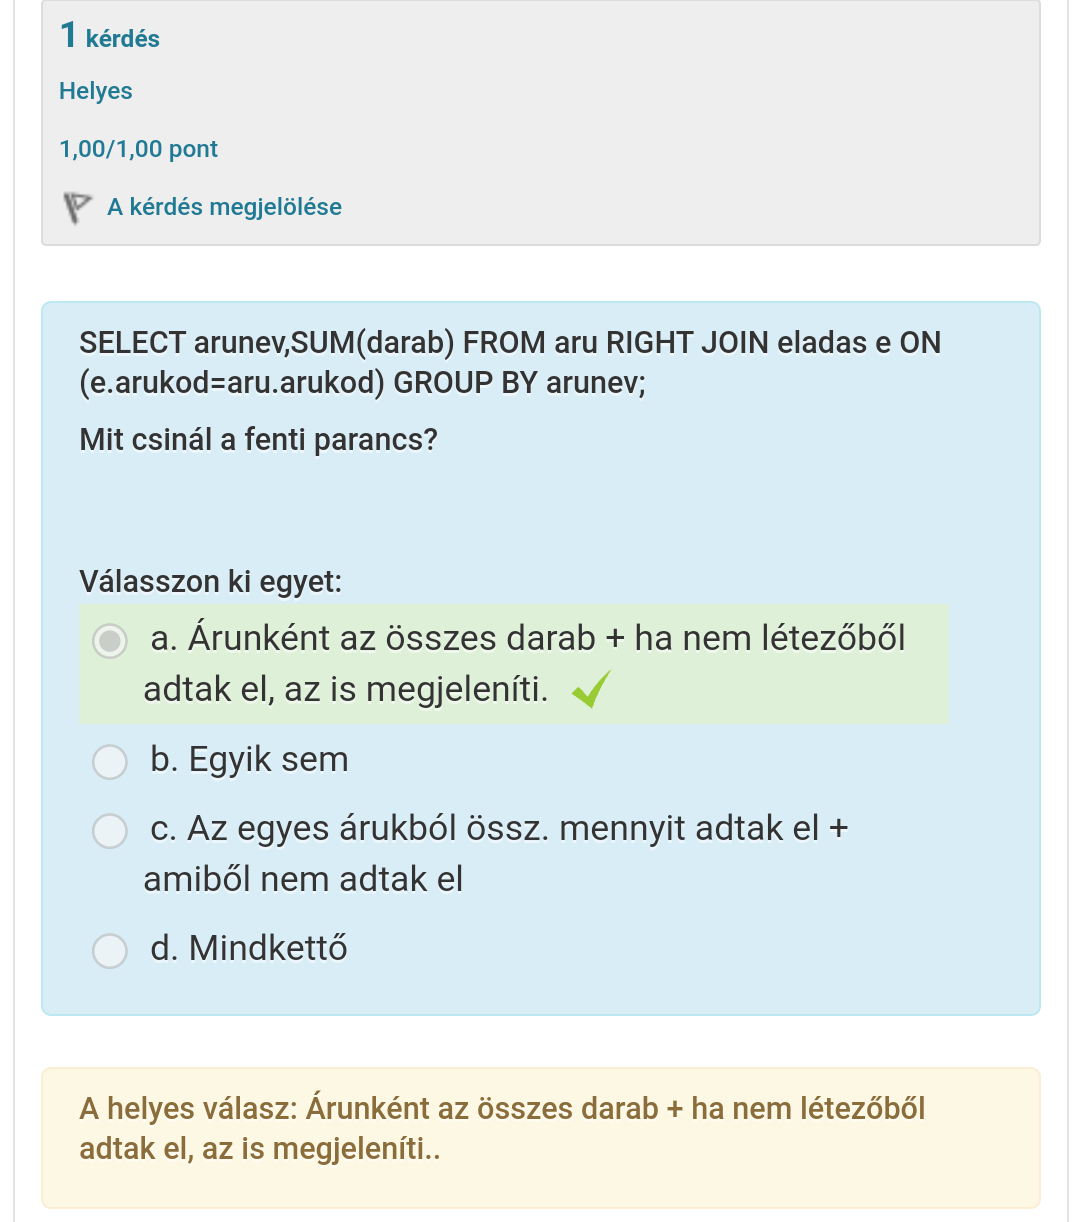 1 kérdés
Helyes
1,00/1,00 pont
A kérdés megjelölése
SELECT arunev,SUM(darab) FROM aru RIGHT JOIN eladas e ON
(e.arukod=aru.arukod) GROUP BY arunev;
Mit csinál a fenti parancs?
Válasszon ki egyet:
a. Árunként az összes darab + ha nem létezőből
adtak el, az is megjeleníti.
b. Egyik sem
c. Az egyes árukból össz. mennyit adtak el +
amiből nem adtak el
d. Mindkettő
A helyes válasz: Árunként az összes darab + ha nem létezőből
adtak el, az is megjeleníti..